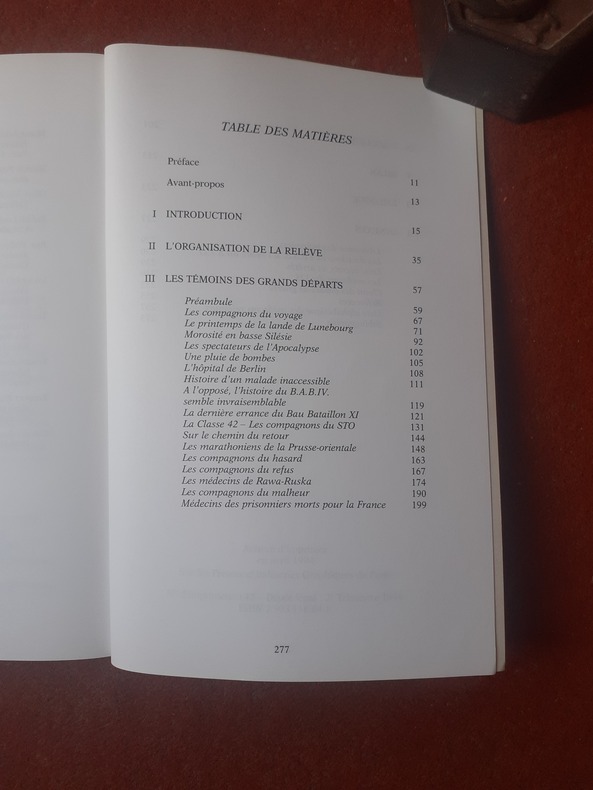 TABLE DES MATIÈRES
Préface 11
Avant-propos 13
I INTRODUCTION 15
II L'ORGANISATION DE LA RELÈVE 35
III LES TÉMOINS DES GRANDS DÉPARTS 57
Préambule 59
Les compagnons du voyage 67
Le printemps de la lande de Lunebourg 71
Morosité en basse Silésie 92
Les spectateurs de l'Apocalypse 102
Une pluie de bombes 105
L'hôpital de Berlin 108
Histoire d'un malade inaccessible 111
A l'opposé, l'histoire du B.A.B.IV.
semble invraisemblable 119
La dernière errance du Bau Bataillon XI 121
La Classe 42 – Les compagnons du STO 131
Sur le chemin du retour 144
Les marathoniens de la Prusse-orientale 148
Les compagnons du hasard 163
Les compagnons du refus 167
Les médecins de Rawa-Ruska 174
Les compagnons du malheur 190
Médecins des prisonniers morts pour la France 199
277